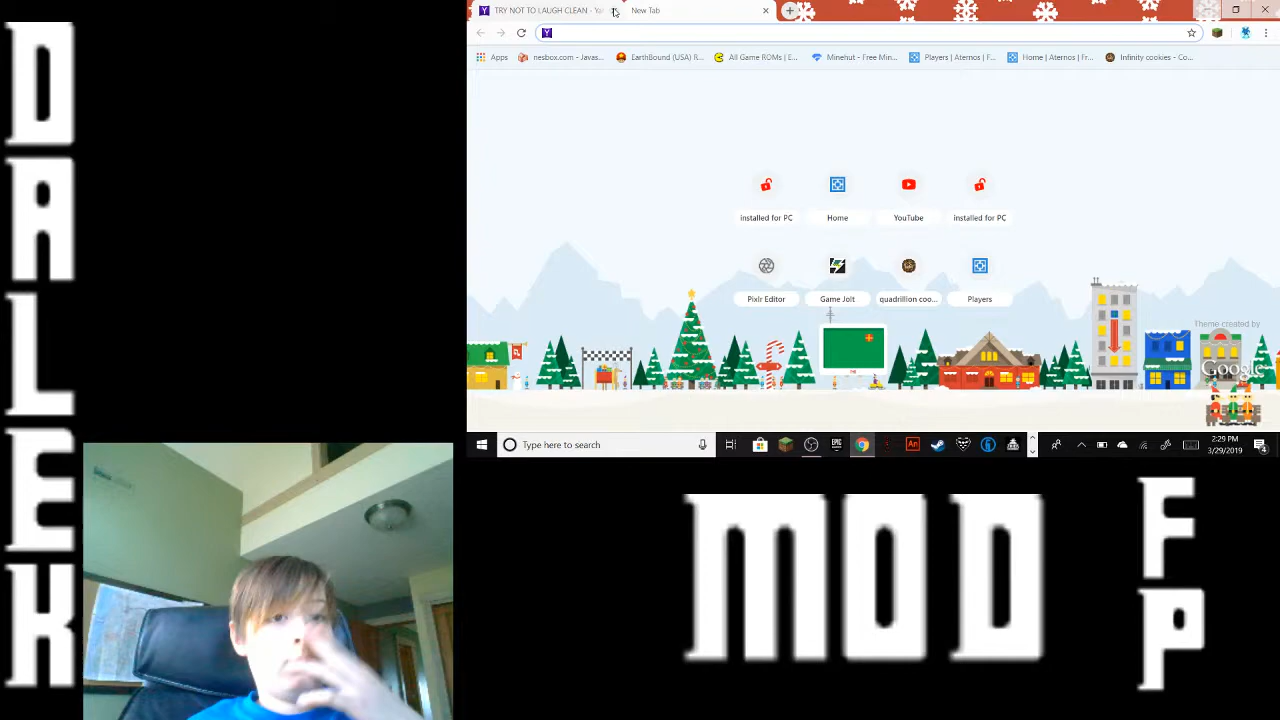 TRY NOT TO LAUGH CLEAN - Ya
New Tab
Apps
nesbox.com - Javas...
EarthBound (USA) R...
All Game ROMs | E...
Minehut - Free Min...
Players | Aternos | F...
Home | Aternos | Fr...
Infinity cookies - Co...
installed for PC
Home
YouTube
installed for PC
Pixlr Editor
Game Jolt
quadrillion coo...
Players
Theme created by
Google
Type here to search
2:29 PM
3/29/2019
DALEK
MOD
FP